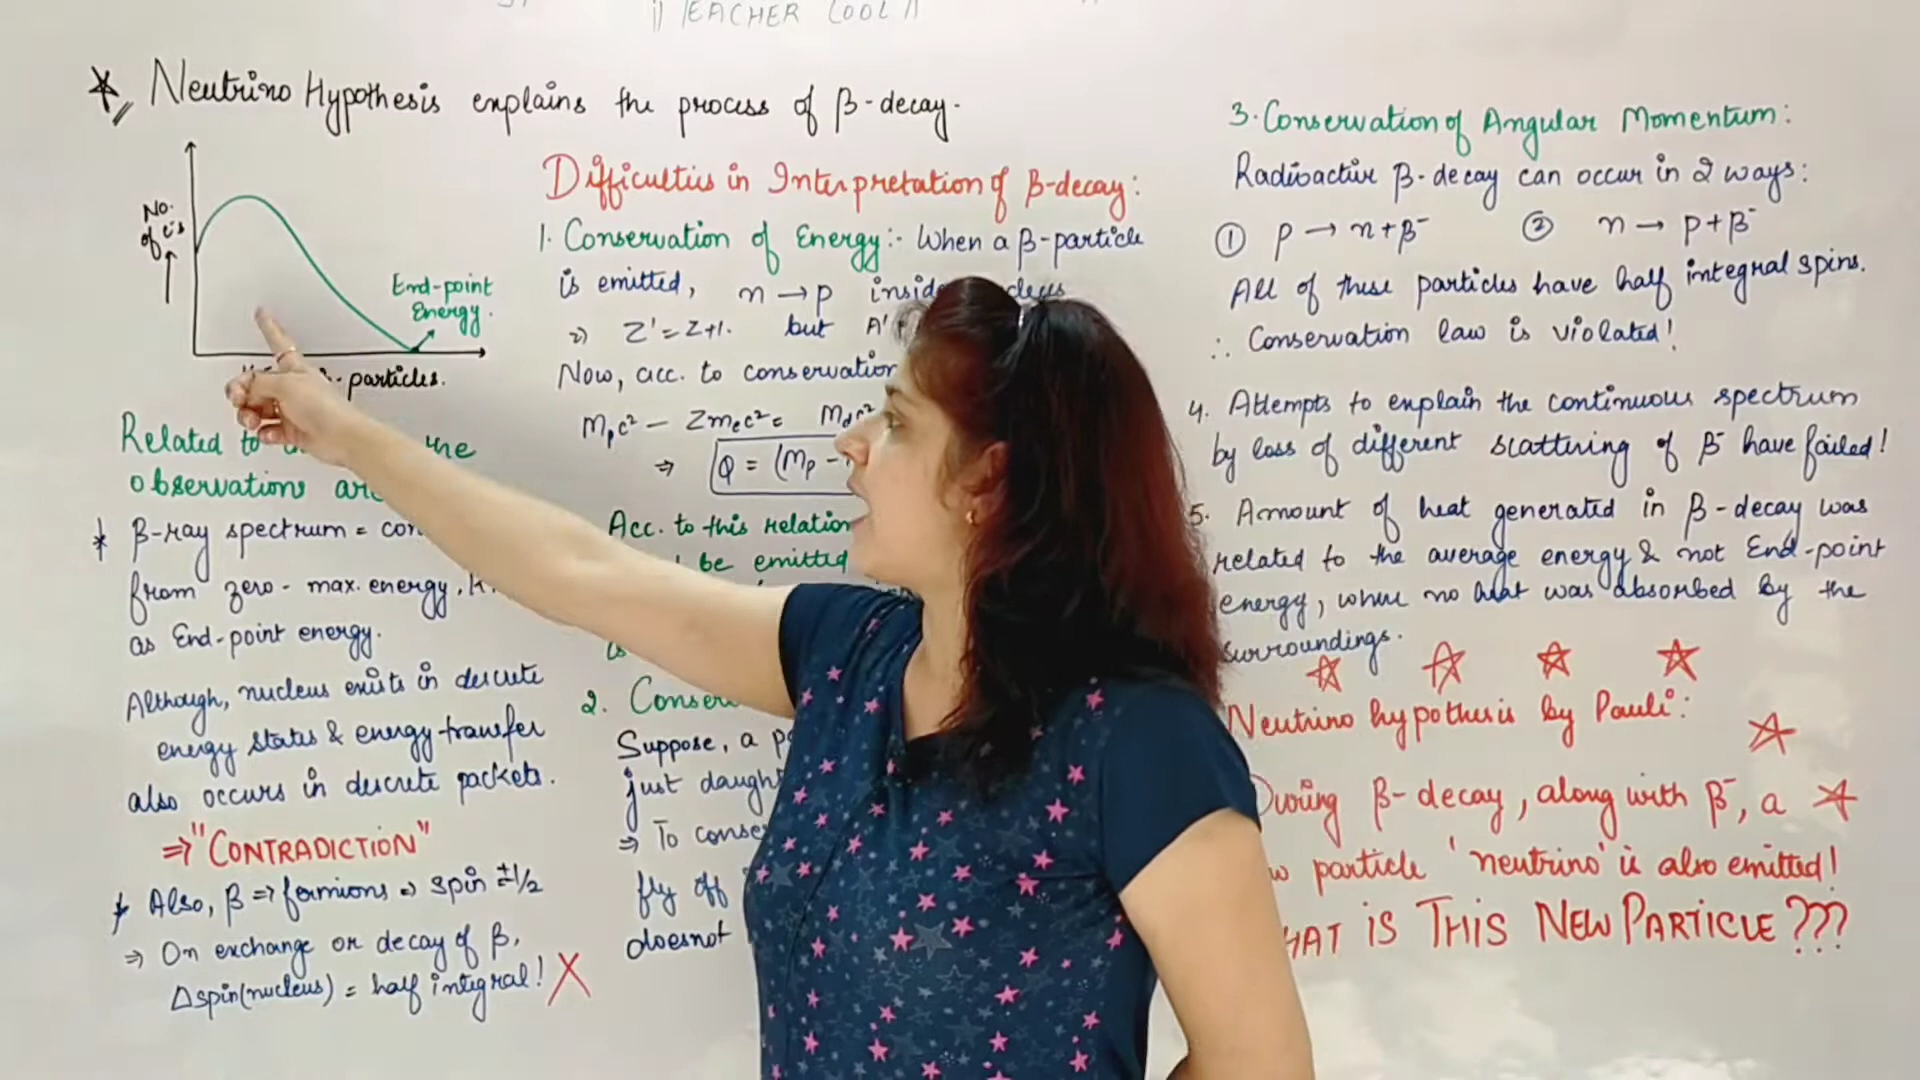 TEACHER COOL
Neutrino Hypothesis explains the process of β-decay.
No.
of e⁻s
End-point
Energy.
particles.
Related to
the
observations are
* β-ray spectrum =
from zero - max. energy,
as End-point energy.
Although, nucleus exists in discrete
energy states & energy-transfer
also occurs in discrete packets.
⇒ "CONTRADICTION"
* Also, β ⇒ fermions ⇒ spin ±1/2
⇒ On exchange or decay of β,
Δspin(nucleus) = half integral! X
Difficulties in Interpretation of β-decay:
1. Conservation of Energy:- When a β-particle
is emitted, n → p
⇒ Z' = Z+1. but A'
Now, acc. to conservation
Mpc² - Zmec² = Mdc²
⇒ Q = (Mp -
Acc. to this relation
be emitted
is
2.
Suppose, a
just
⇒ To
fly off
doesnot
3. Conservation of Angular Momentum:
Radioactive β-decay can occur in 2 ways:
① p → n + β⁻ ② n → p + β⁻
All of these particles have half integral spins.
∴ Conservation law is violated!
4. Attempts to explain the continuous spectrum
by loss of different scattering of β⁻ have failed!
5. Amount of heat generated in β-decay was
related to the average energy & not End-point
energy, where no heat was absorbed by the
surroundings.
Neutrino hypothesis by Pauli:
During β-decay, along with β⁻, a
particle 'neutrino' is also emitted!
IS THIS NEW PARTICLE???